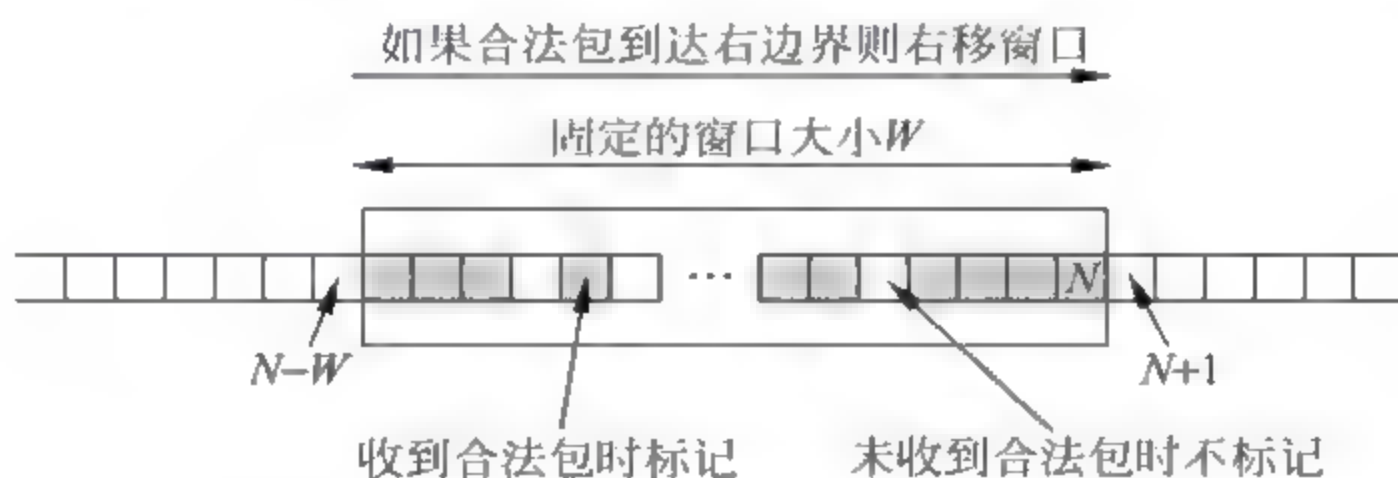 如果合法包到达右边界则右移窗口
固定的窗口大小W
… N
N-W
N+1
收到合法包时标记
未收到合法包时不标记